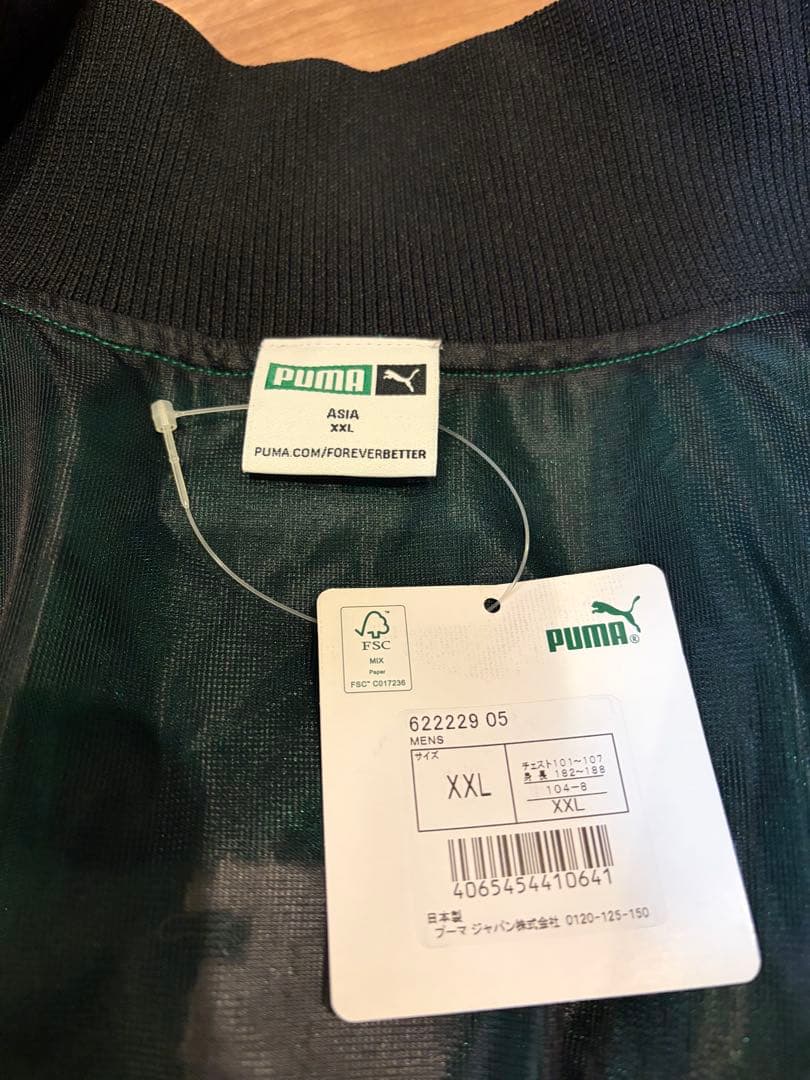 PUMA
ASIA
XXL
PUMA.COM/FOREVERBETTER
FSC™
MIX
Paper
FSC™ C017236
PUMA®
622229 05
MENS
サイズ
XXL
チェスト101~107
身 長 182~188
104-8
XXL
4065454410641
日本製
プーマ ジャパン株式会社 0120-125-150